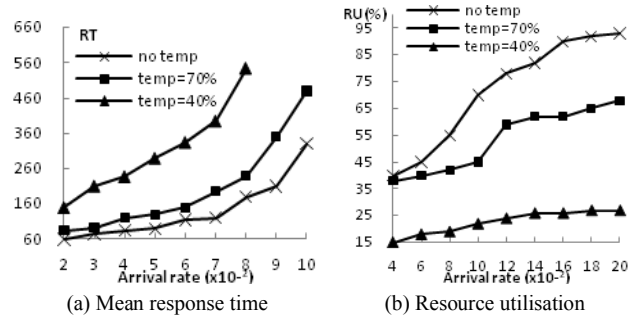 RT
no temp
temp=70%
temp=40%
660
560
460
360
260
160
60
2 3 4 5 6 7 8 9 10
Arrival rate (x10-²)
(a) Mean response time
RU(%)
no temp
temp=70%
temp=40%
95
85
75
65
55
45
35
25
15
4 6 8 10 12 14 16 18 20
Arrival rate (x10-²)
(b) Resource utilisation